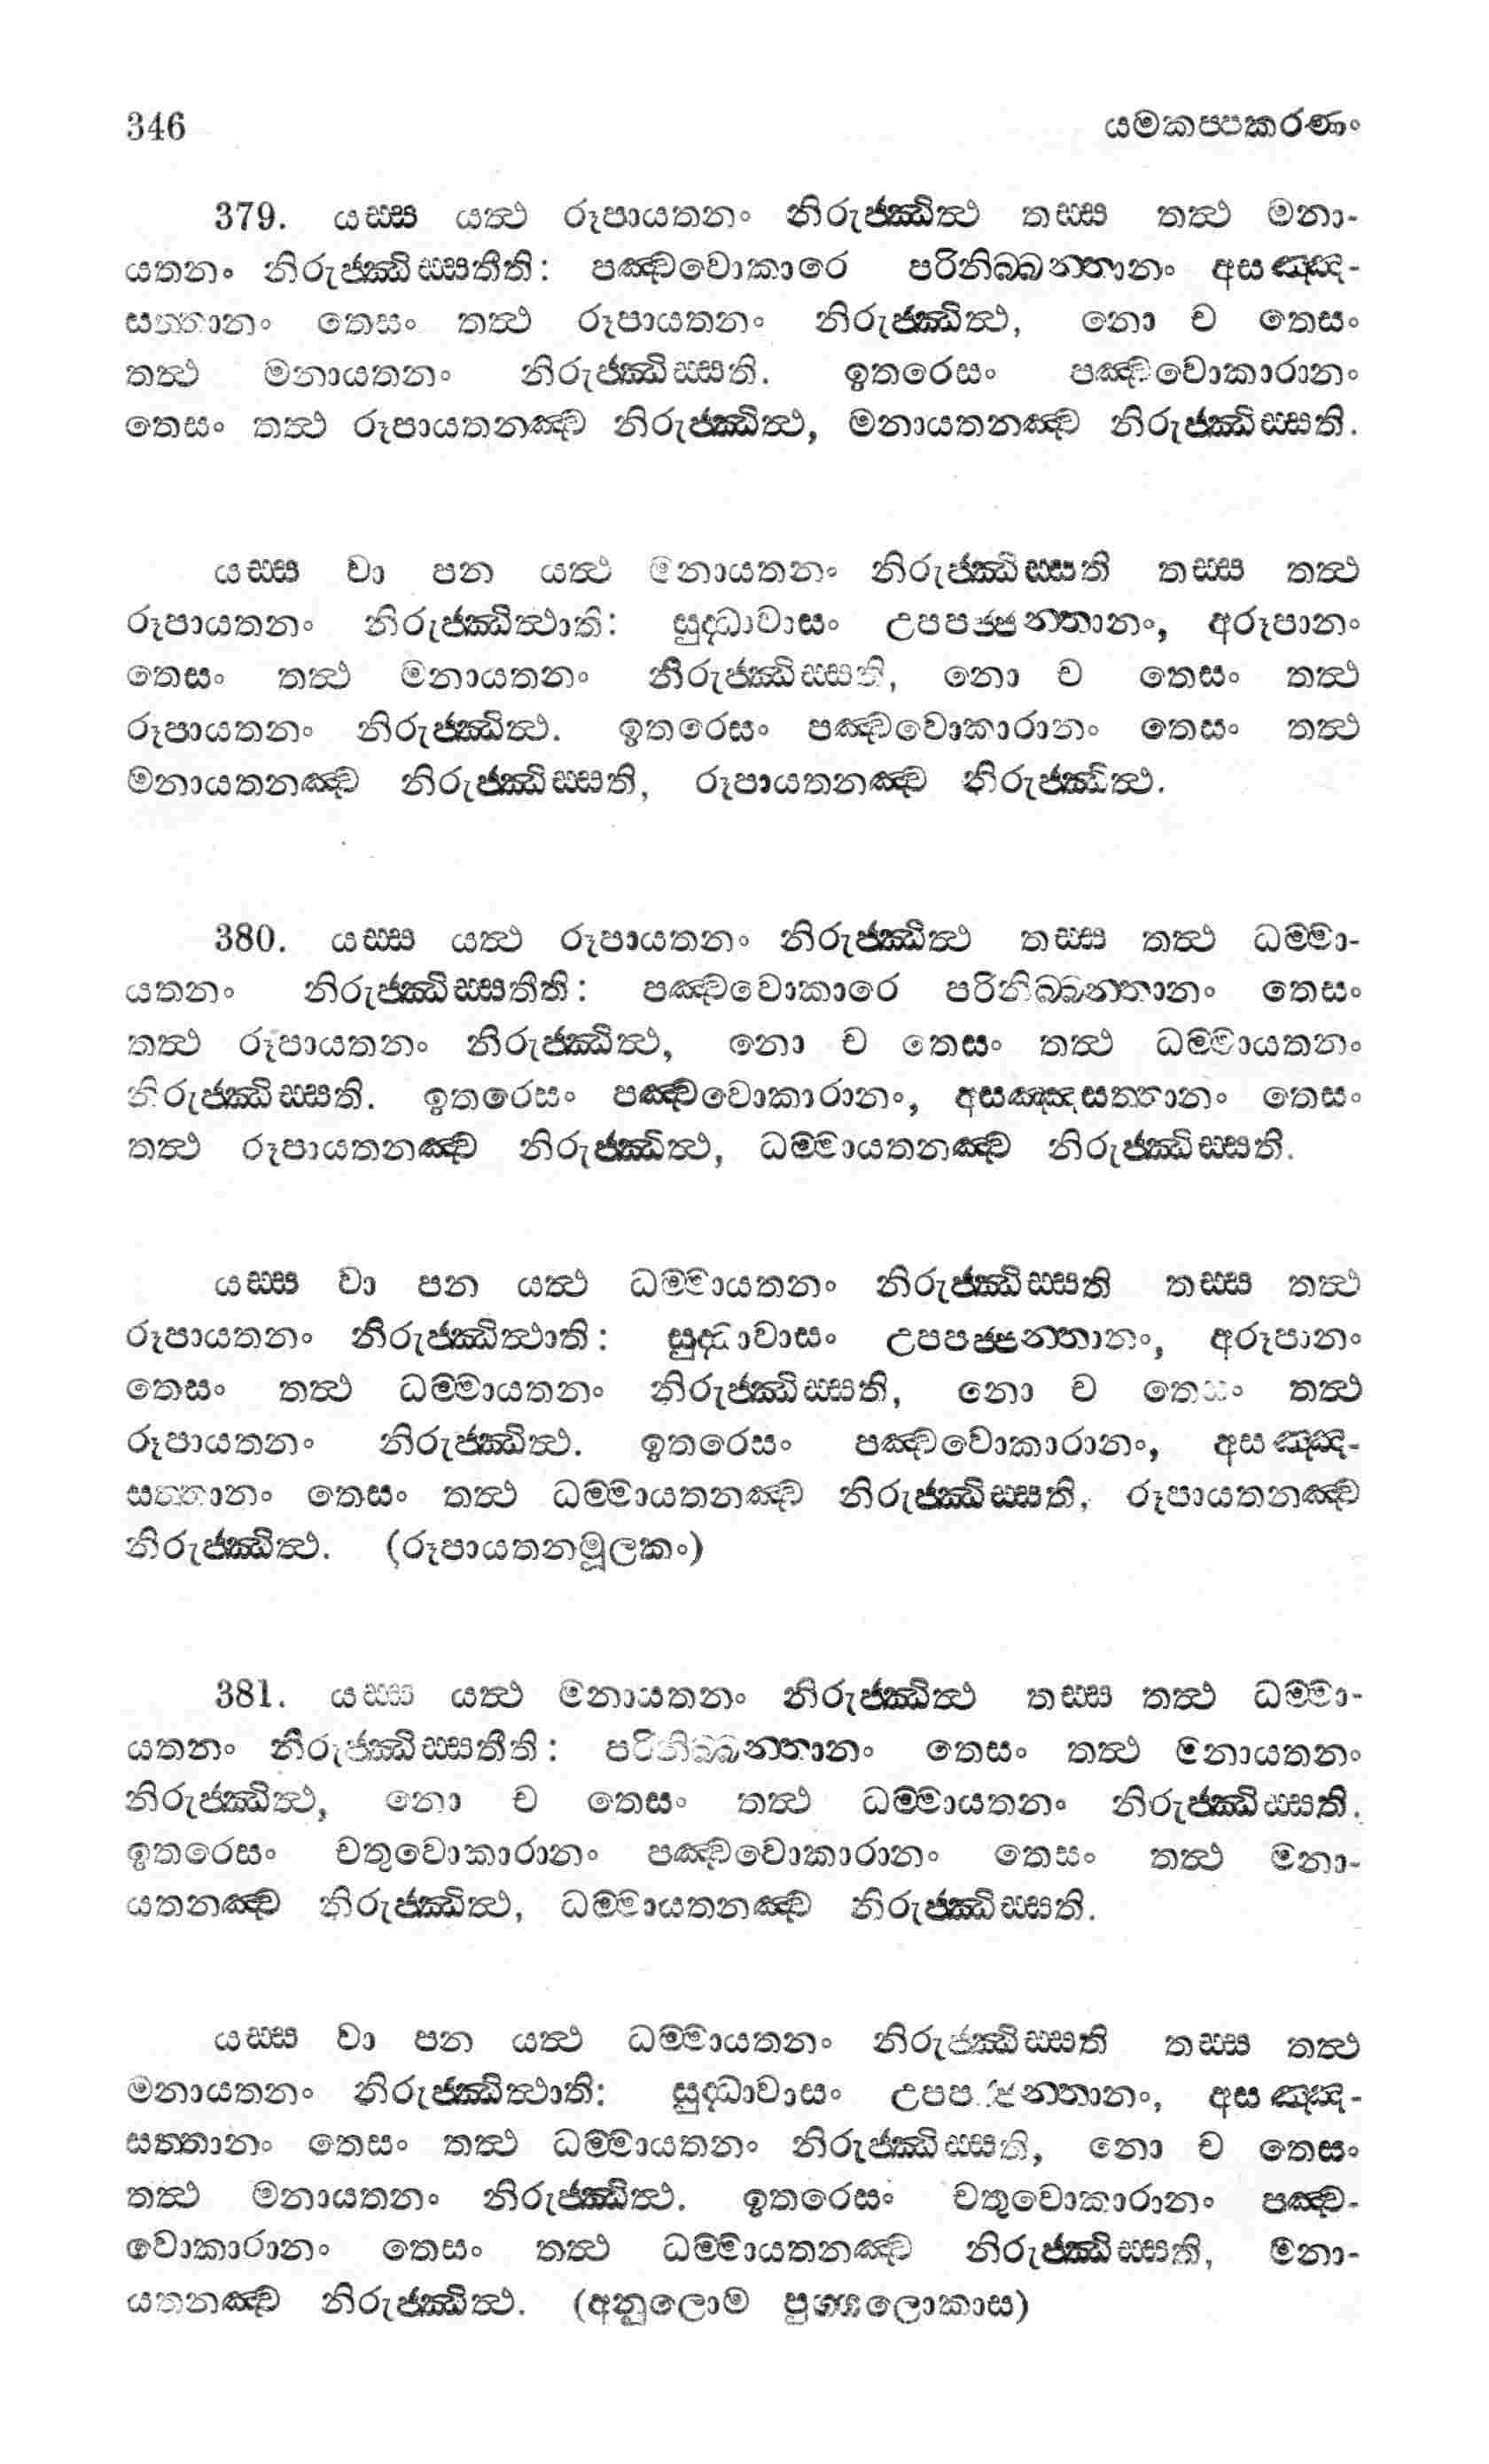 346 යමකප්පකරණං
379. යස්ස යත්ථ රූපායතනං නිරුජ්ඣිත්ථ තස්ස තත්ථ මනා-
යතනං නිරුජ්ඣිස්සතීති: පඤ්චවොකාරෙ පරිනිබ්බන්තානං අසඤ්ඤ-
සත්තානං තෙසං තත්ථ රූපායතනං නිරුජ්ඣිත්ථ, නො ච තෙසං
තත්ථ මනායතනං නිරුජ්ඣිස්සති. ඉතරෙසං පඤ්චවොකාරානං
තෙසං තත්ථ රූපායතනඤ්ච නිරුජ්ඣිත්ථ, මනායතනඤ්ච නිරුජ්ඣිස්සති.
යස්ස වා පන යත්ථ මනායතනං නිරුජ්ඣිස්සති තස්ස තත්ථ
රූපායතනං නිරුජ්ඣිත්ථාති: සුද්ධාවාසං උපපජ්ජන්තානං, අරූපානං
තෙසං තත්ථ මනායතනං නිරුජ්ඣිස්සති, නො ච තෙසං තත්ථ
රූපායතනං නිරුජ්ඣිත්ථ. ඉතරෙසං පඤ්චවොකාරානං තෙසං තත්ථ
මනායතනඤ්ච නිරුජ්ඣිස්සති, රූපායතනඤ්ච නිරුජ්ඣිත්ථ.
380. යස්ස යත්ථ රූපායතනං නිරුජ්ඣිත්ථ තස්ස තත්ථ ධම්මා-
යතනං නිරුජ්ඣිස්සතීති: පඤ්චවොකාරෙ පරිනිබ්බන්තානං තෙසං
තත්ථ රූපායතනං නිරුජ්ඣිත්ථ, නො ච තෙසං තත්ථ ධම්මායතනං
නිරුජ්ඣිස්සති. ඉතරෙසං පඤ්චවොකාරානං, අසඤ්ඤසත්තානං තෙසං
තත්ථ රූපායතනඤ්ච නිරුජ්ඣිත්ථ, ධම්මායතනඤ්ච නිරුජ්ඣිස්සති.
යස්ස වා පන යත්ථ ධම්මායතනං නිරුජ්ඣිස්සති තස්ස තත්ථ
රූපායතනං නිරුජ්ඣිත්ථාති: සුද්ධාවාසං උපපජ්ජන්තානං, අරූපානං
තෙසං තත්ථ ධම්මායතනං නිරුජ්ඣිස්සති, නො ච තෙසං තත්ථ
රූපායතනං නිරුජ්ඣිත්ථ. ඉතරෙසං පඤ්චවොකාරානං, අසඤ්ඤ-
සත්තානං තෙසං තත්ථ ධම්මායතනඤ්ච නිරුජ්ඣිස්සති, රූපායතනඤ්ච
නිරුජ්ඣිත්ථ. (රූපායතනමූලකං)
381. යස්ස යත්ථ මනායතනං නිරුජ්ඣිත්ථ තස්ස තත්ථ ධම්මා-
යතනං නිරුජ්ඣිස්සතීති: පරිනිබ්බන්තානං තෙසං තත්ථ මනායතනං
නිරුජ්ඣිත්ථ, නො ච තෙසං තත්ථ ධම්මායතනං නිරුජ්ඣිස්සති.
ඉතරෙසං චතුවොකාරානං පඤ්චවොකාරානං තෙසං තත්ථ මනා-
යතනඤ්ච නිරුජ්ඣිත්ථ, ධම්මායතනඤ්ච නිරුජ්ඣිස්සති.
යස්ස වා පන යත්ථ ධම්මායතනං නිරුජ්ඣිස්සති තස්ස තත්ථ
මනායතනං නිරුජ්ඣිත්ථාති: සුද්ධාවාසං උපපජ්ජන්තානං, අසඤ්ඤ-
සත්තානං තෙසං තත්ථ ධම්මායතනං නිරුජ්ඣිස්සති, නො ච තෙසං
තත්ථ මනායතනං නිරුජ්ඣිත්ථ. ඉතරෙසං චතුවොකාරානං පඤ්ච-
වොකාරානං තෙසං තත්ථ ධම්මායතනඤ්ච නිරුජ්ඣිස්සති, මනා-
යතනඤ්ච නිරුජ්ඣිත්ථ. (අනුලොම පුග්ගලොකාස)